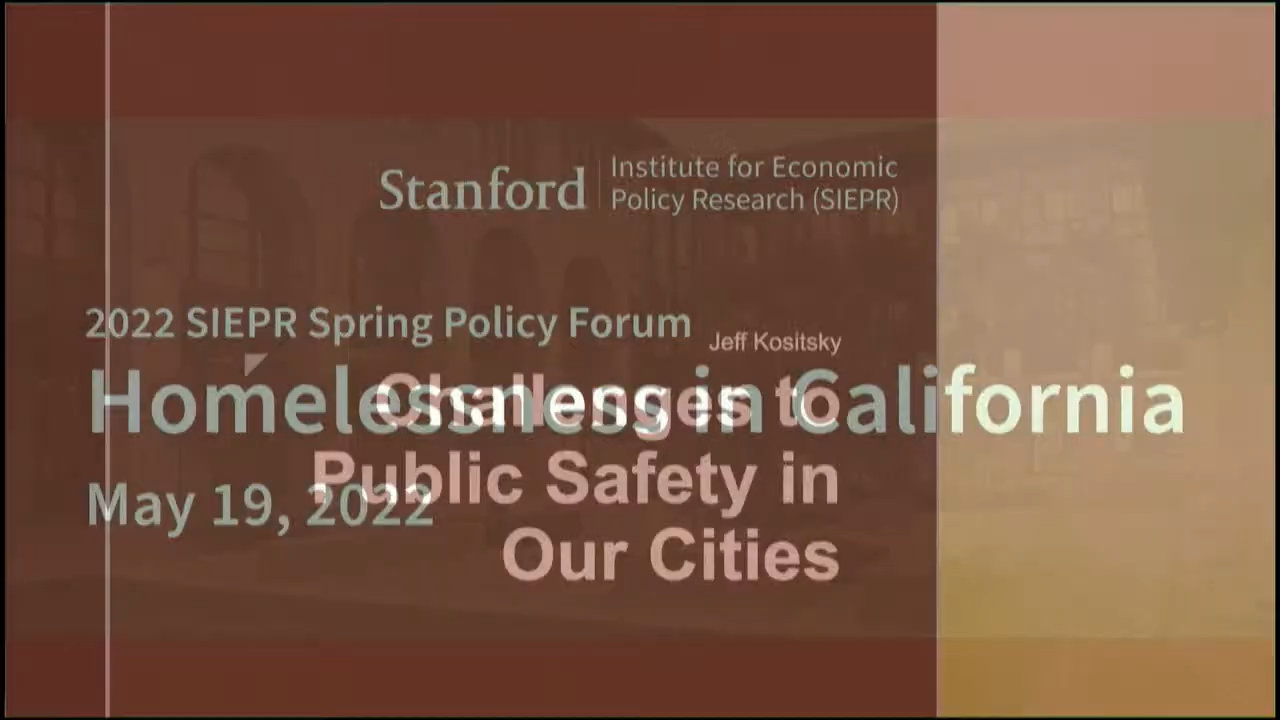 Stanford
Institute for Economic
Policy Research (SIEPR)
2022 SIEPR Spring Policy Forum
Homelessness in California
May 19, 2022
Jeff Kositsky
Challenges to
Public Safety in
Our Cities